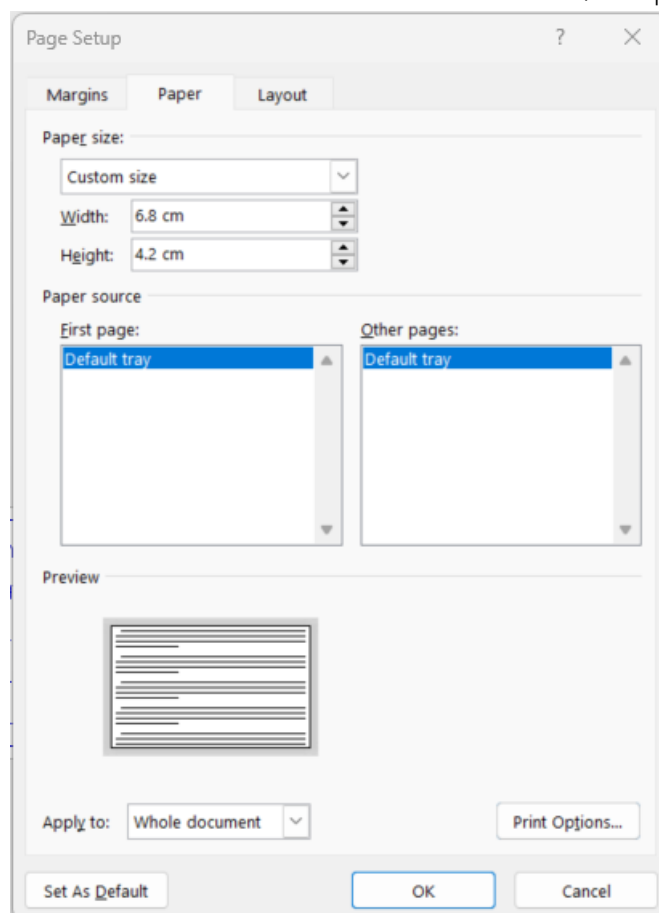 Page Setup ?
Margins Paper Layout
Paper size:
Custom size
Width: 6.8 cm
Height: 4.2 cm
Paper source
First page: Other pages:
Default tray Default tray
Preview
Apply to: Whole document Print Options...
Set As Default OK Cancel